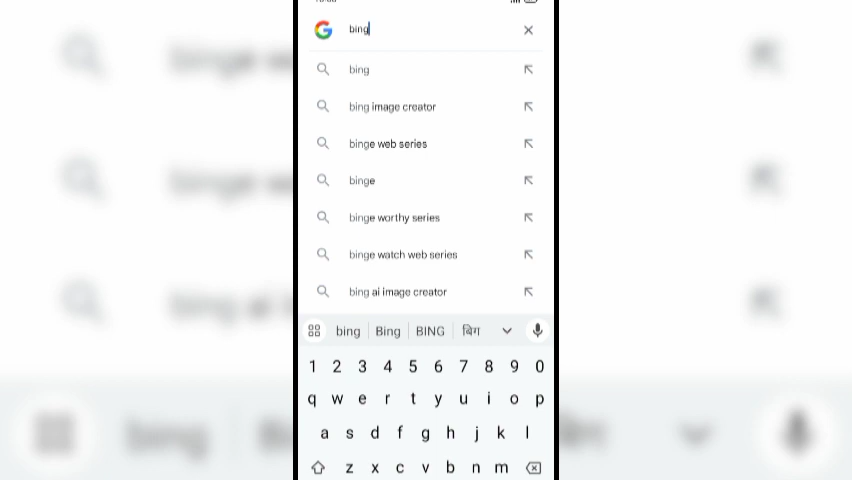 bing
bing
bing image creator
binge web series
binge
binge worthy series
binge watch web series
bing ai image creator
bing Bing BING बिग
1 2 3 4 5 6 7 8 9 0
q w e r t y u i o p
a s d f g h j k l
z x c v b n m